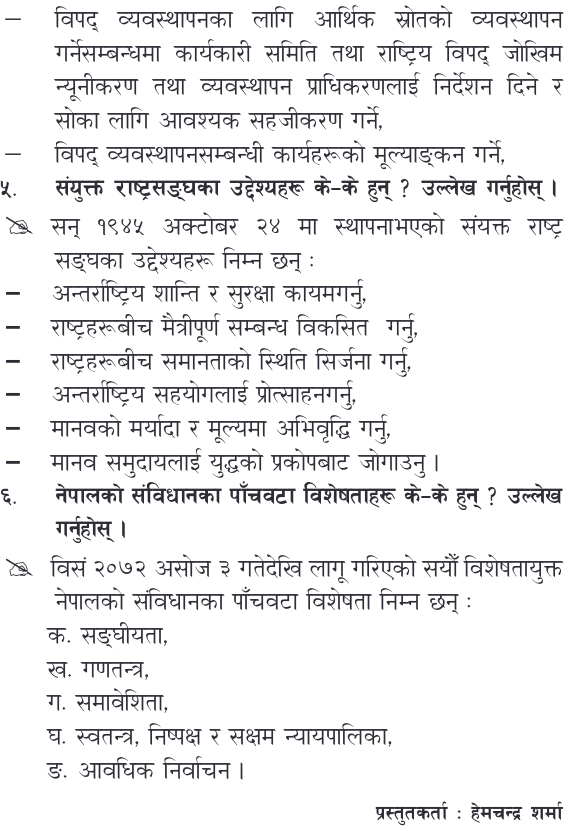 – विपद् व्यवस्थापनका लागि आर्थिक स्रोतको व्यवस्थापन
गर्नेसम्बन्धमा कार्यकारी समिति तथा राष्ट्रिय विपद् जोखिम
न्यूनीकरण तथा व्यवस्थापन प्राधिकरणलाई निर्देशन दिने र
सोका लागि आवश्यक सहजीकरण गर्ने,
– विपद् व्यवस्थापनसम्बन्धी कार्यहरूको मूल्याङ्कन गर्ने,
५. संयुक्त राष्ट्रसङ्घका उद्देश्यहरू के–के हुन् ? उल्लेख गर्नुहोस् ।
सन् १९४५ अक्टोबर २४ मा स्थापनाभएको संयक्त राष्ट्र
सङ्घका उद्देश्यहरू निम्न छन् :
– अन्तर्राष्ट्रिय शान्ति र सुरक्षा कायमगर्नु,
– राष्ट्रहरूबीच मैत्रीपूर्ण सम्बन्ध विकसित गर्नु,
– राष्ट्रहरूबीच समानताको स्थिति सिर्जना गर्नु,
– अन्तर्राष्ट्रिय सहयोगलाई प्रोत्साहनगर्नु,
– मानवको मर्यादा र मूल्यमा अभिवृद्धि गर्नु,
– मानव समुदायलाई युद्धको प्रकोपबाट जोगाउनु ।
६. नेपालको संविधानका पाँचवटा विशेषताहरू के–के हुन् ? उल्लेख
गर्नुहोस् ।
विसं २०७२ असोज ३ गतेदेखि लागू गरिएको सयौँ विशेषतायुक्त
नेपालको संविधानका पाँचवटा विशेषता निम्न छन् :
क. सङ्घीयता,
ख. गणतन्त्र,
ग. समावेशिता,
घ. स्वतन्त्र, निष्पक्ष र सक्षम न्यायपालिका,
ङ. आवधिक निर्वाचन ।
प्रस्तुतकर्ता : हेमचन्द्र शर्मा